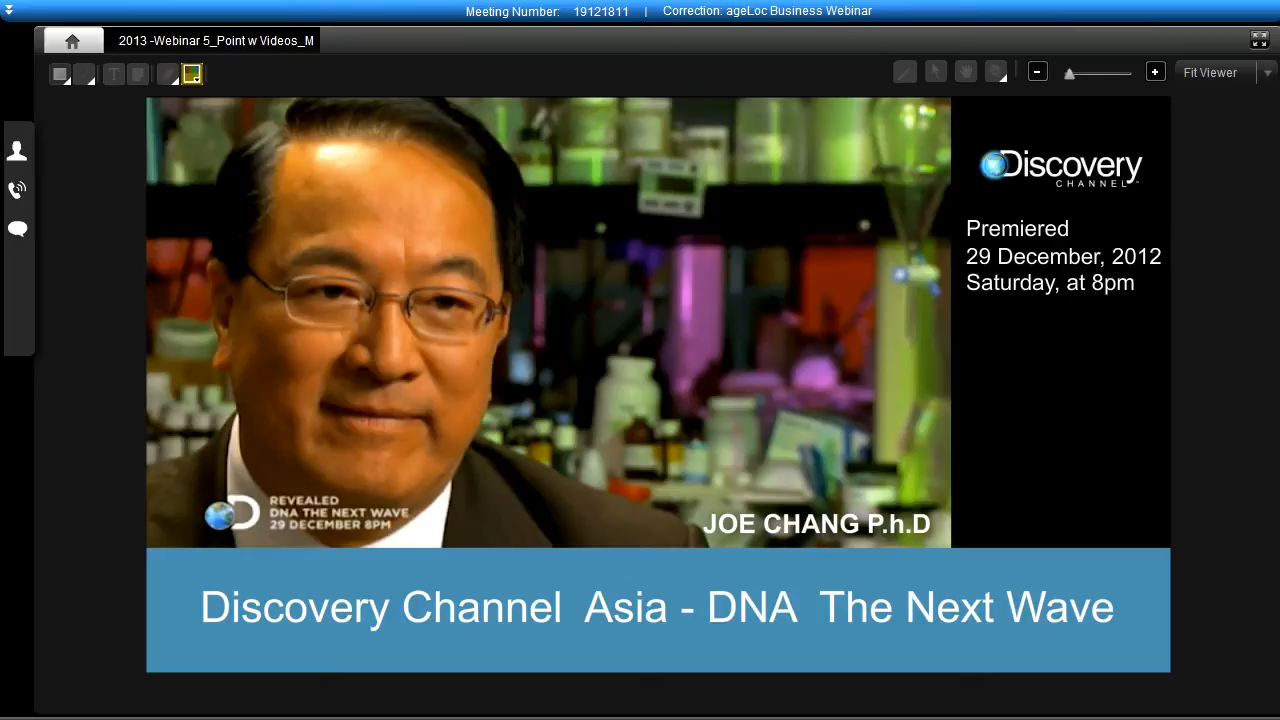 Meeting Number: 19121811 | Correction: ageLoc Business Webinar
2013 -Webinar 5_Point w Videos_M
T
Fit Viewer
Discovery
CHANNEL™
Premiered
29 December, 2012
Saturday, at 8pm
REVEALED
DNA THE NEXT WAVE
29 DECEMBER 8PM
JOE CHANG P.h.D
Discovery Channel Asia - DNA The Next Wave